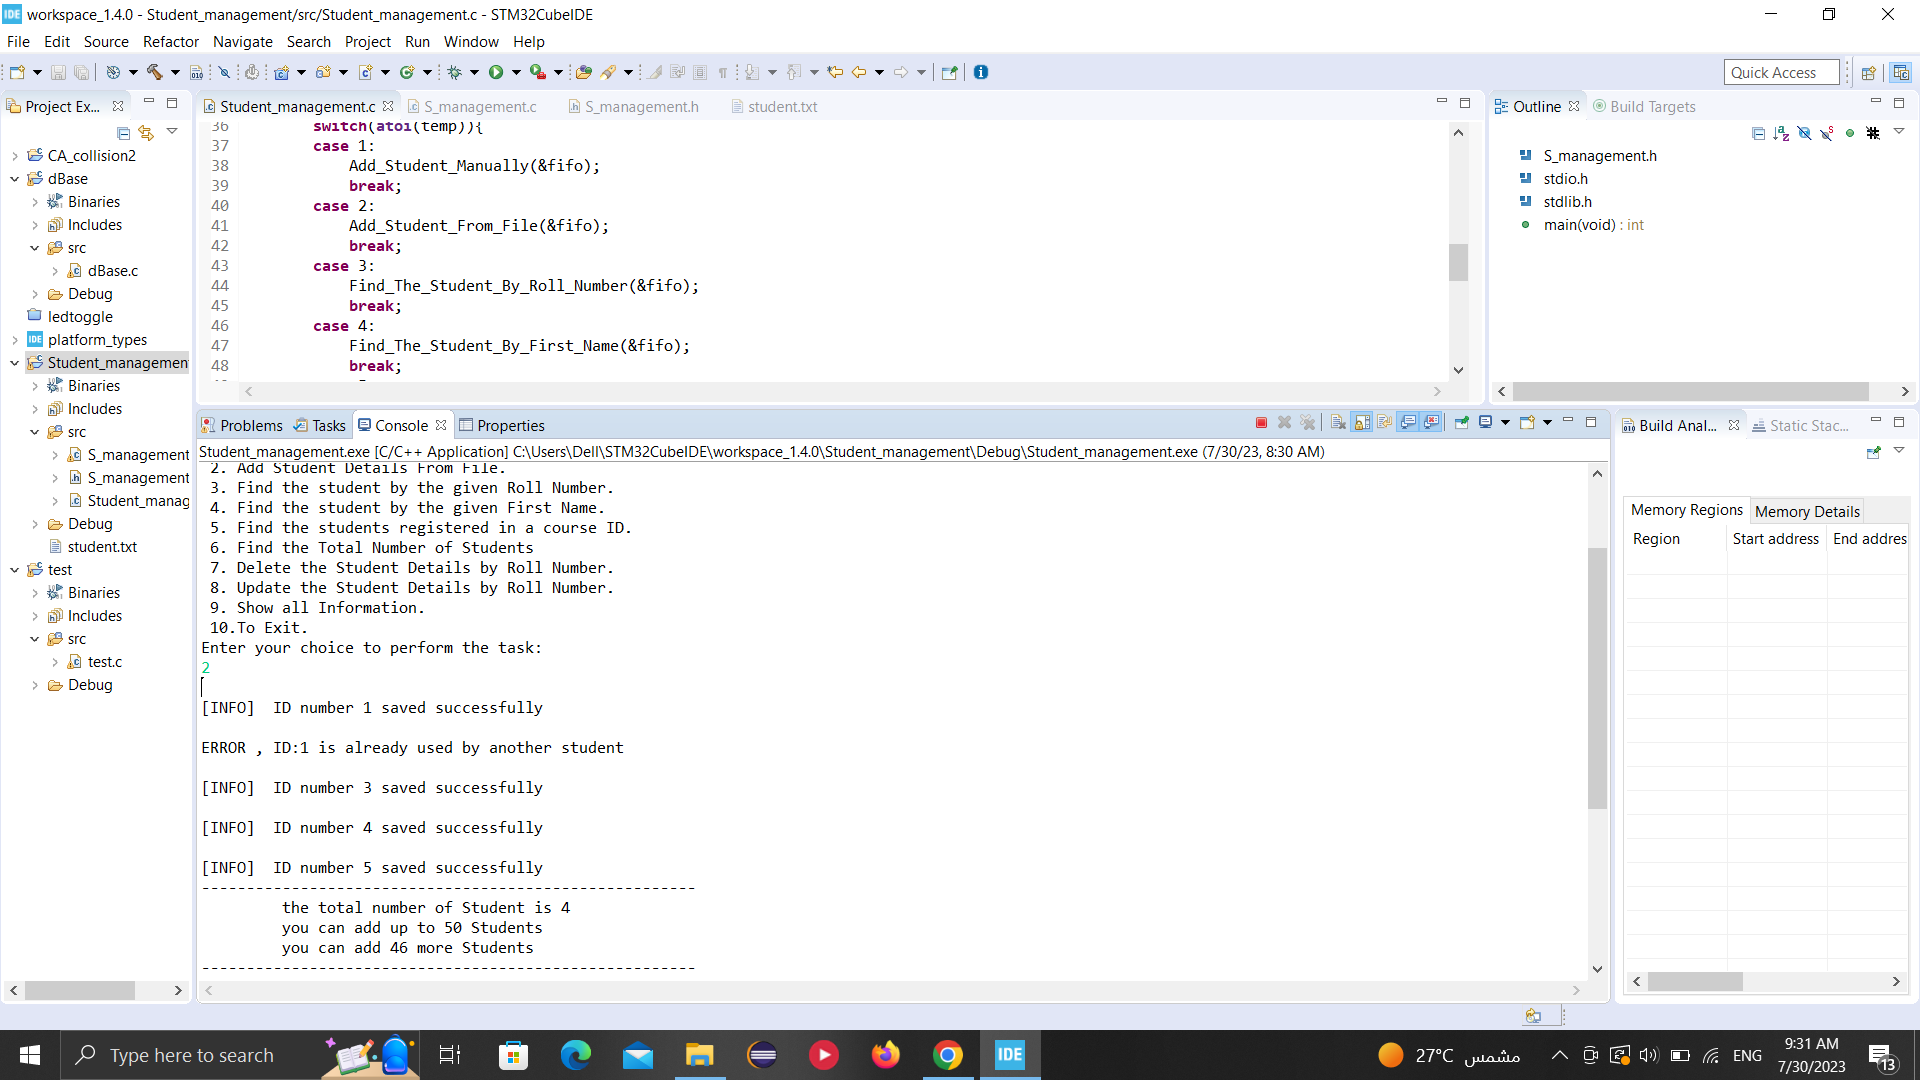 workspace_1.4.0 - Student_management/src/Student_management.c - STM32CubeIDE
File Edit Source Refactor Navigate Search Project Run Window Help
Quick Access
Project Ex...
CA_collision2
dBase
Binaries
Includes
src
dBase.c
Debug
ledtoggle
platform_types
Student_managemen
Binaries
Includes
src
S_management
S_management
Student_manag
Debug
student.txt
test
Binaries
Includes
src
test.c
Debug
Student_management.c S_management.c S_management.h student.txt
36 switch(atoi(temp)){
37 case 1:
38 Add_Student_Manually(&fifo);
39 break;
40 case 2:
41 Add_Student_From_File(&fifo);
42 break;
43 case 3:
44 Find_The_Student_By_Roll_Number(&fifo);
45 break;
46 case 4:
47 Find_The_Student_By_First_Name(&fifo);
48 break;
Outline Build Targets
S_management.h
stdio.h
stdlib.h
main(void) : int
Problems Tasks Console Properties
Student_management.exe [C/C++ Application] C:\Users\Dell\STM32CubeIDE\workspace_1.4.0\Student_management\Debug\Student_management.exe (7/30/23, 8:30 AM)
2. Add Student Details From File.
3. Find the student by the given Roll Number.
4. Find the student by the given First Name.
5. Find the students registered in a course ID.
6. Find the Total Number of Students
7. Delete the Student Details by Roll Number.
8. Update the Student Details by Roll Number.
9. Show all Information.
10.To Exit.
Enter your choice to perform the task:
2
[INFO]  ID number 1 saved successfully
ERROR , ID:1 is already used by another student
[INFO]  ID number 3 saved successfully
[INFO]  ID number 4 saved successfully
[INFO]  ID number 5 saved successfully
-------------------------------------------------------
the total number of Student is 4
you can add up to 50 Students
you can add 46 more Students
-------------------------------------------------------
Build Anal... Static Stac...
Memory Regions Memory Details
Region Start address End addres
Type here to search
IDE
27°C مشمس
ENG
9:31 AM
7/30/2023
13